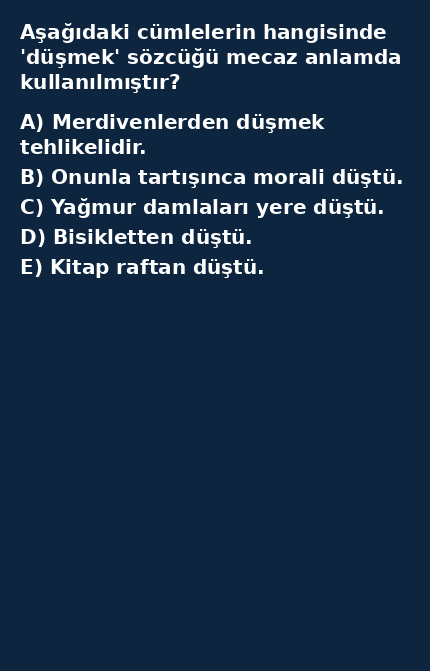 Aşağıdaki cümlelerin hangisinde
'düşmek' sözcüğü mecaz anlamda
kullanılmıştır?
A) Merdivenlerden düşmek
tehlikelidir.
B) Onunla tartışınca morali düştü.
C) Yağmur damlaları yere düştü.
D) Bisikletten düştü.
E) Kitap raftan düştü.